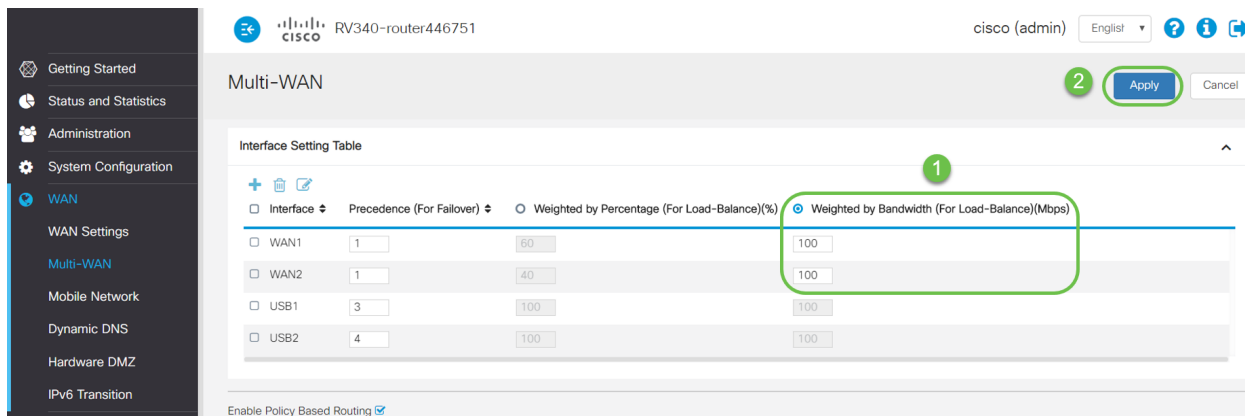 CISCO
RV340-router446751
cisco (admin)
English
Getting Started
Status and Statistics
Administration
System Configuration
WAN
WAN Settings
Multi-WAN
Mobile Network
Dynamic DNS
Hardware DMZ
IPv6 Transition
Multi-WAN
2
Apply
Cancel
Interface Setting Table
1
Interface Precedence (For Failover) Weighted by Percentage (For Load-Balance)(%) Weighted by Bandwidth (For Load-Balance)(Mbps)
WAN1 1 60 100
WAN2 1 40 100
USB1 3 100 100
USB2 4 100 100
Enable Policy Based Routing